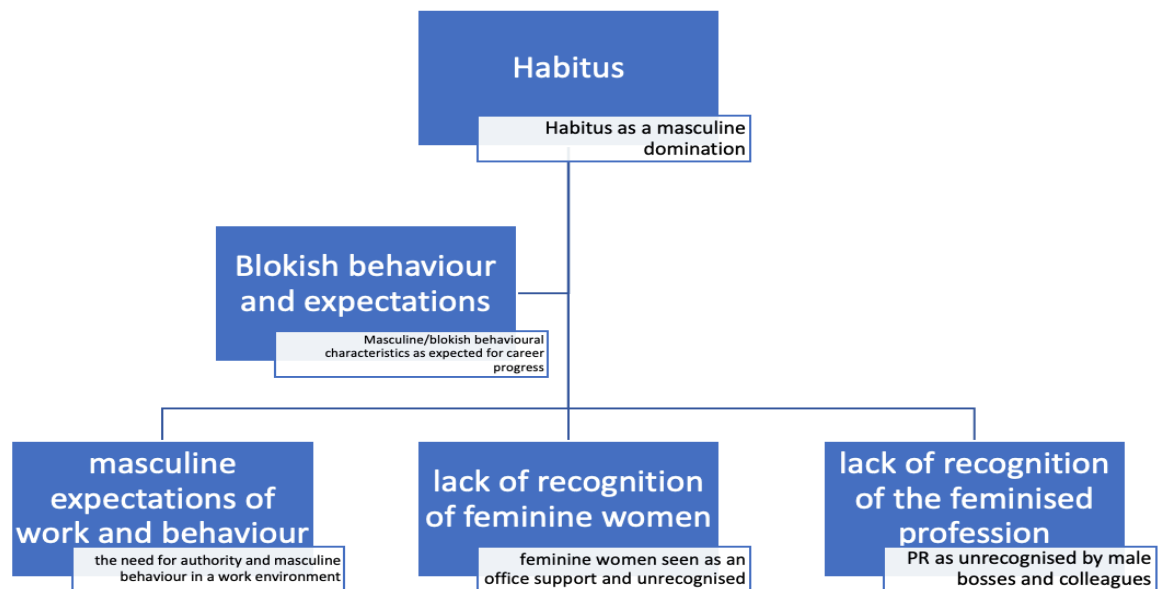 Habitus
Habitus as a masculine
domination
Blokish behaviour
and expectations
Masculine/blokish behavioural
characteristics as expected for career
progress
masculine
expectations of
work and behaviour
the need for authority and masculine
behaviour in a work environment
lack of recognition
of feminine women
feminine women seen as an
office support and unrecognised
lack of recognition
of the feminised
profession
PR as unrecognised by male
bosses and colleagues